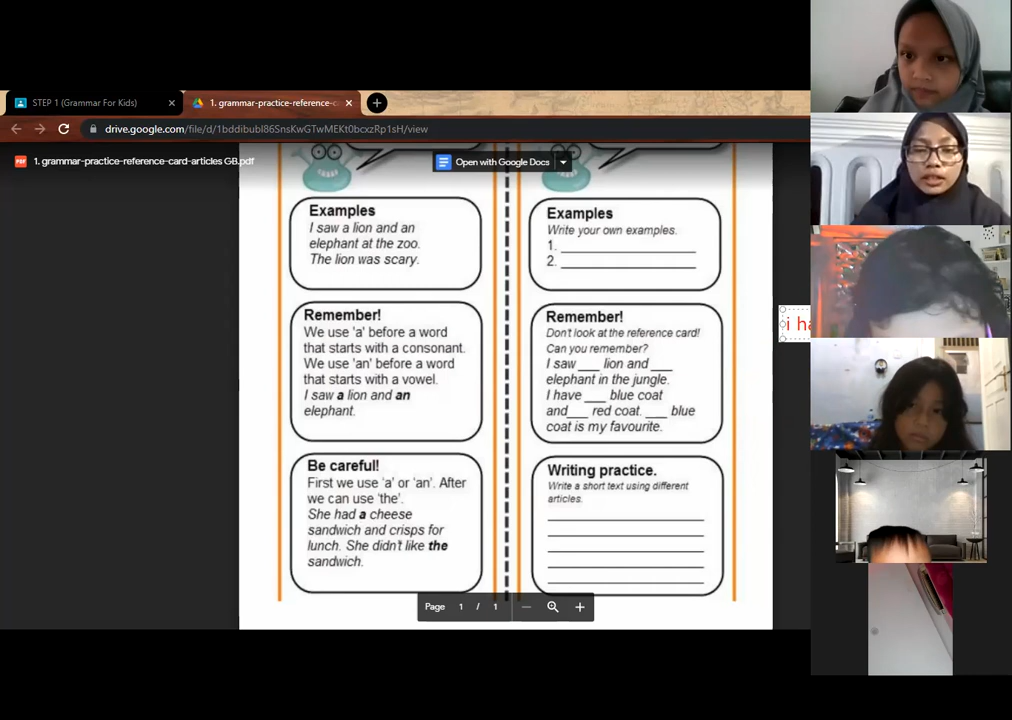 STEP 1 (Grammar For Kids)
1. grammar-practice-reference-c
drive.google.com/file/d/1bddibubl86SnsKwGTwMEKt0bcxzRp1sH/view
PDF
1. grammar-practice-reference-card-articles GB.pdf
Open with Google Docs
Examples
I saw a lion and an
elephant at the zoo.
The lion was scary.
Remember!
We use 'a' before a word
that starts with a consonant.
We use 'an' before a word
that starts with a vowel.
I saw a lion and an
elephant.
Be careful!
First we use 'a' or 'an'. After
we can use 'the'.
She had a cheese
sandwich and crisps for
lunch. She didn't like the
sandwich.
Examples
Write your own examples.
1. ____________________
2. ____________________
Remember!
Don't look at the reference card!
Can you remember?
I saw ___ lion and ___
elephant in the jungle.
I have ___ blue coat
and___ red coat. ___ blue
coat is my favourite.
Writing practice.
Write a short text using different
articles.
i ha
Page 1 / 1